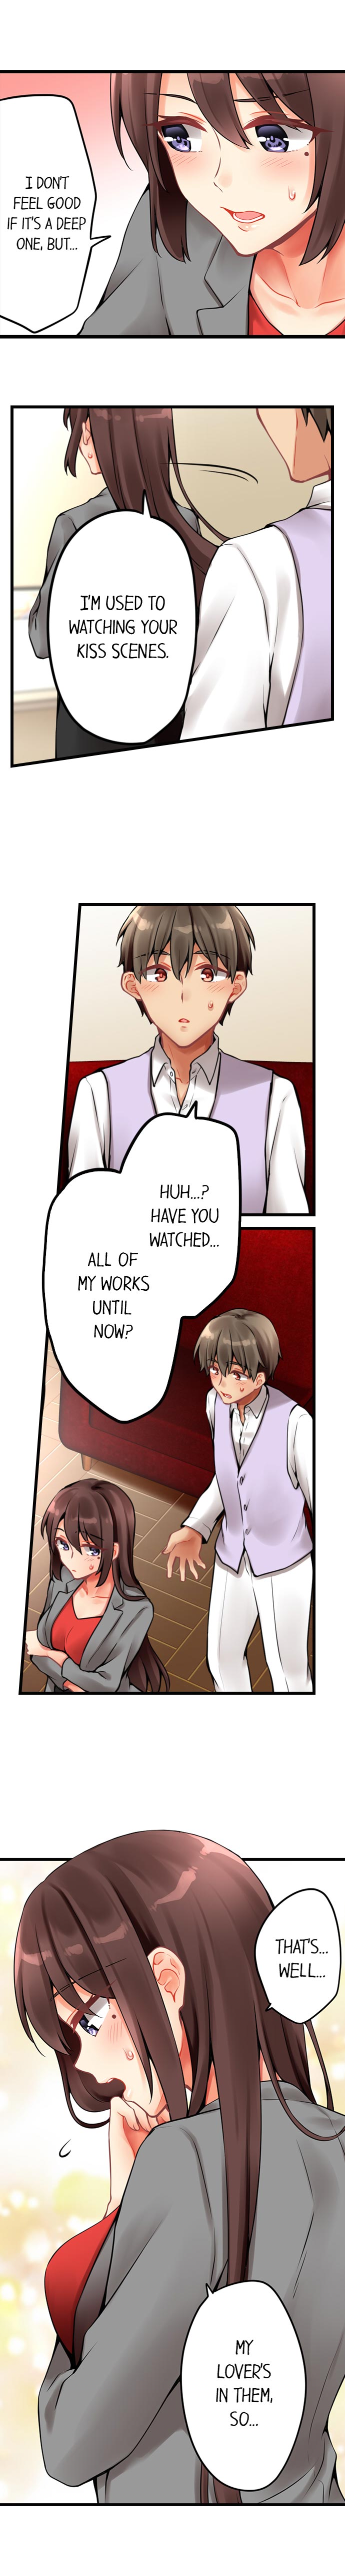 I DON'T
FEEL GOOD
IF IT'S A DEEP
ONE, BUT...
I'M USED TO
WATCHING YOUR
KISS SCENES.
HUH...?
HAVE YOU
WATCHED...
ALL OF
MY WORKS
UNTIL
NOW?
THAT'S...
WELL...
MY
LOVER'S
IN THEM,
SO...